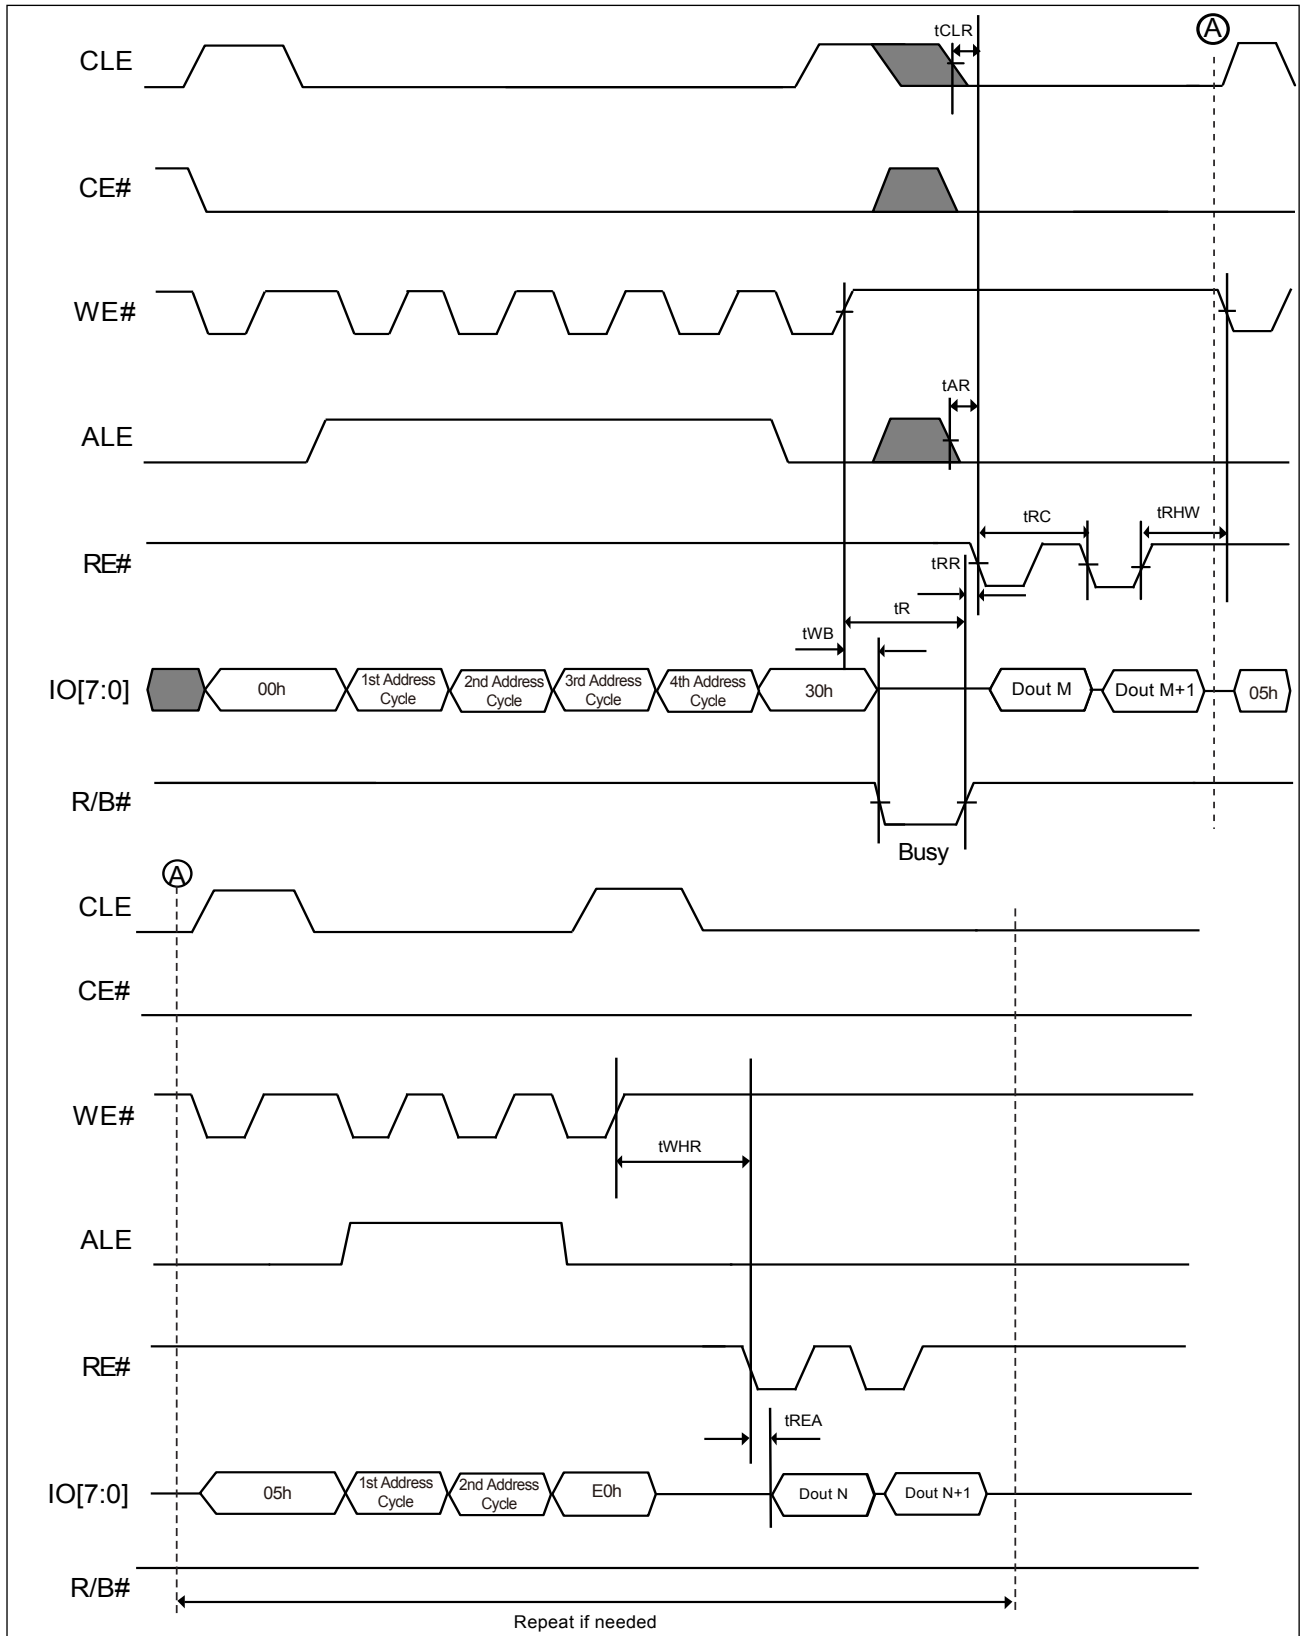 tCLR
A
CLE
CE#
WE#
tAR
ALE
tRC
tRHW
RE#
tRR
tR
tWB
IO[7:0]
00h
1st Address
Cycle
2nd Address
Cycle
3rd Address
Cycle
4th Address
Cycle
30h
Dout M
Dout M+1
05h
R/B#
Busy
A
CLE
CE#
WE#
tWHR
ALE
RE#
tREA
IO[7:0]
05h
1st Address
Cycle
2nd Address
Cycle
E0h
Dout N
Dout N+1
R/B#
Repeat if needed